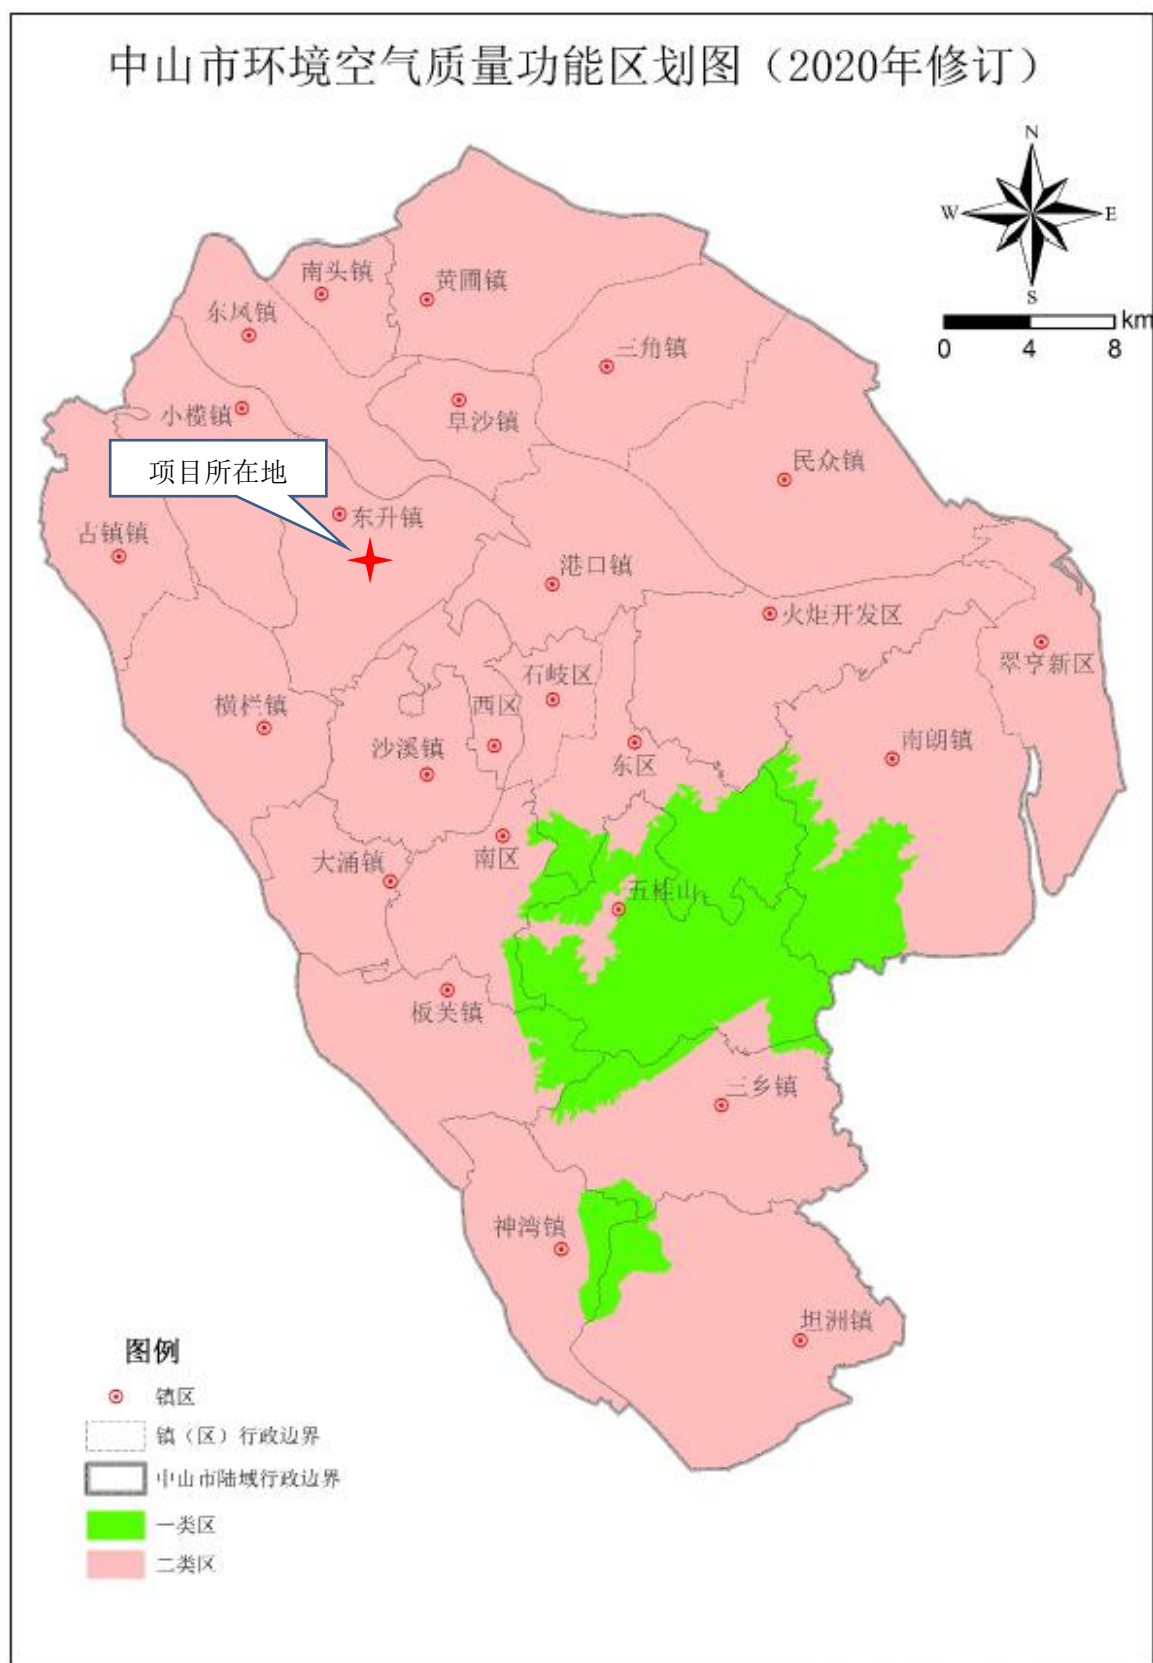 中山市环境空气质量功能区划图（2020年修订）
N
W
E
S
km
0 4 8
南头镇
黄圃镇
东凤镇
三角镇
小榄镇
阜沙镇
民众镇
项目所在地
东升镇
古镇镇
港口镇
火炬开发区
翠亨新区
石岐区
横栏镇
西区
沙溪镇
东区
南朗镇
南区
大涌镇
五桂山
板芙镇
三乡镇
神湾镇
坦洲镇
图例
镇区
镇（区）行政边界
中山市陆域行政边界
一类区
二类区